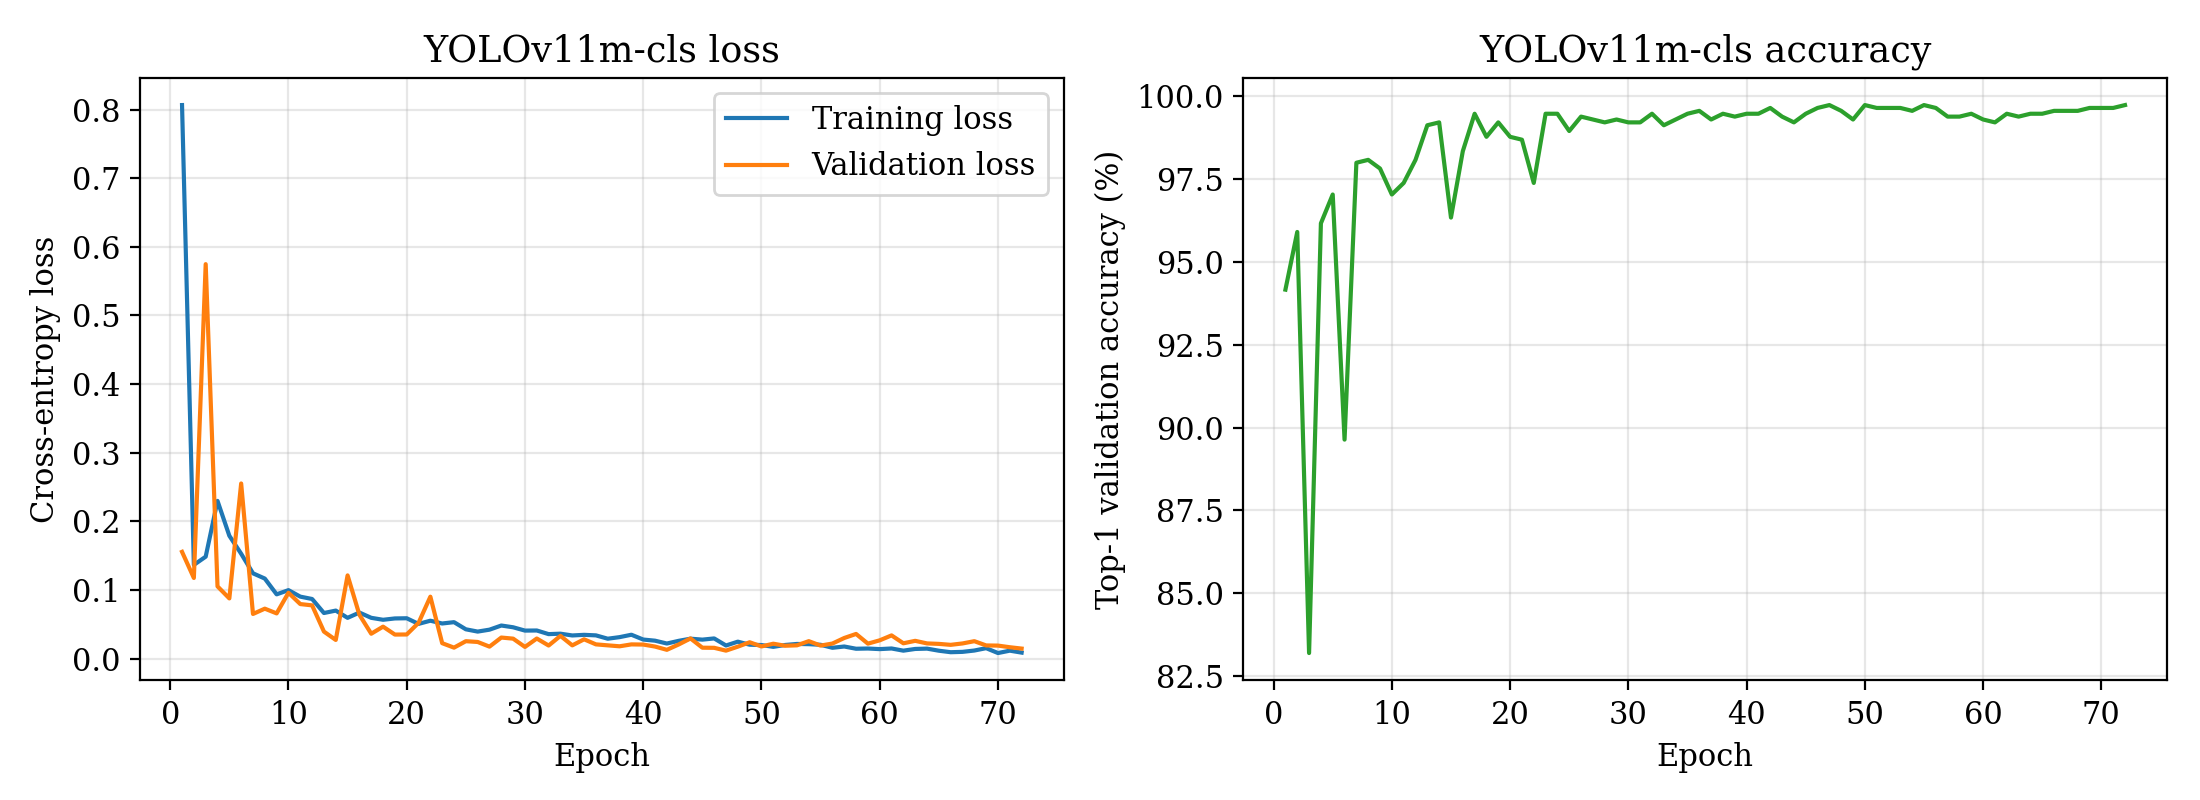 YOLOv11m-cls loss
Cross-entropy loss
0.8
0.7
0.6
0.5
0.4
0.3
0.2
0.1
0.0
Training loss
Validation loss
0 10 20 30 40 50 60 70
Epoch
YOLOv11m-cls accuracy
Top-1 validation accuracy (%)
100.0
97.5
95.0
92.5
90.0
87.5
85.0
82.5
0 10 20 30 40 50 60 70
Epoch